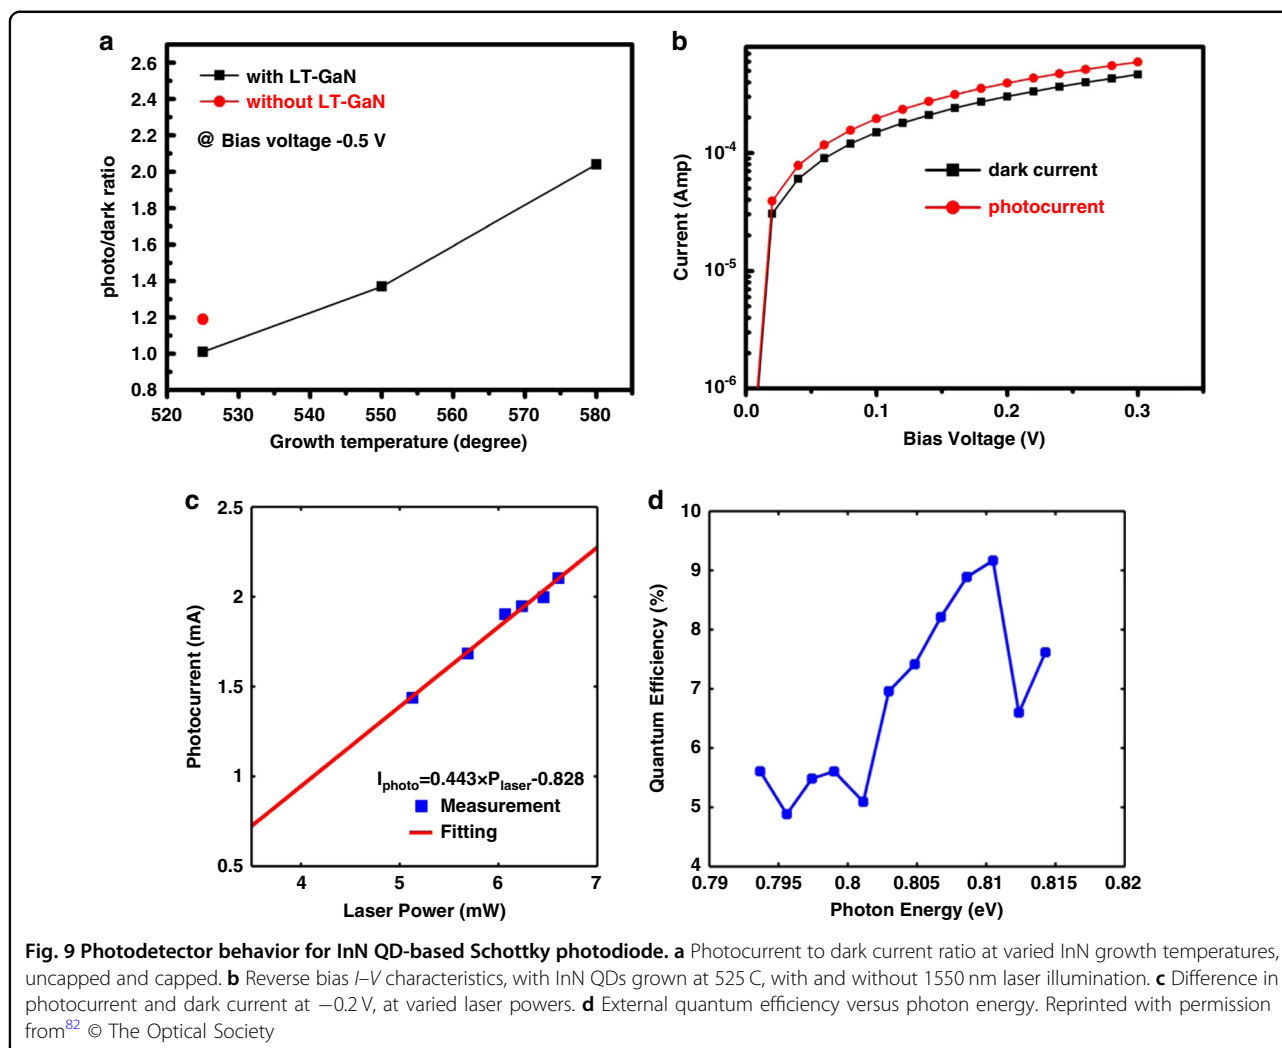 a
2.6
2.4
2.2
2.0
1.8
1.6
1.4
1.2
1.0
0.8
photo/dark ratio
with LT-GaN
without LT-GaN
@ Bias voltage -0.5 V
520 530 540 550 560 570 580
Growth temperature (degree)
b
10-4
10-5
10-6
Current (Amp)
dark current
photocurrent
0.0 0.1 0.2 0.3
Bias Voltage (V)
c
2.5
2
1.5
1
0.5
Photocurrent (mA)
Iphoto=0.443×Plaser-0.828
Measurement
Fitting
4 5 6 7
Laser Power (mW)
d
10
9
8
7
6
5
4
Quantum Efficiency (%)
0.79 0.795 0.8 0.805 0.81 0.815 0.82
Photon Energy (eV)
Fig. 9 Photodetector behavior for InN QD-based Schottky photodiode. a Photocurrent to dark current ratio at varied InN growth temperatures,
uncapped and capped. b Reverse bias I–V characteristics, with InN QDs grown at 525 C, with and without 1550 nm laser illumination. c Difference in
photocurrent and dark current at −0.2 V, at varied laser powers. d External quantum efficiency versus photon energy. Reprinted with permission
from82 © The Optical Society